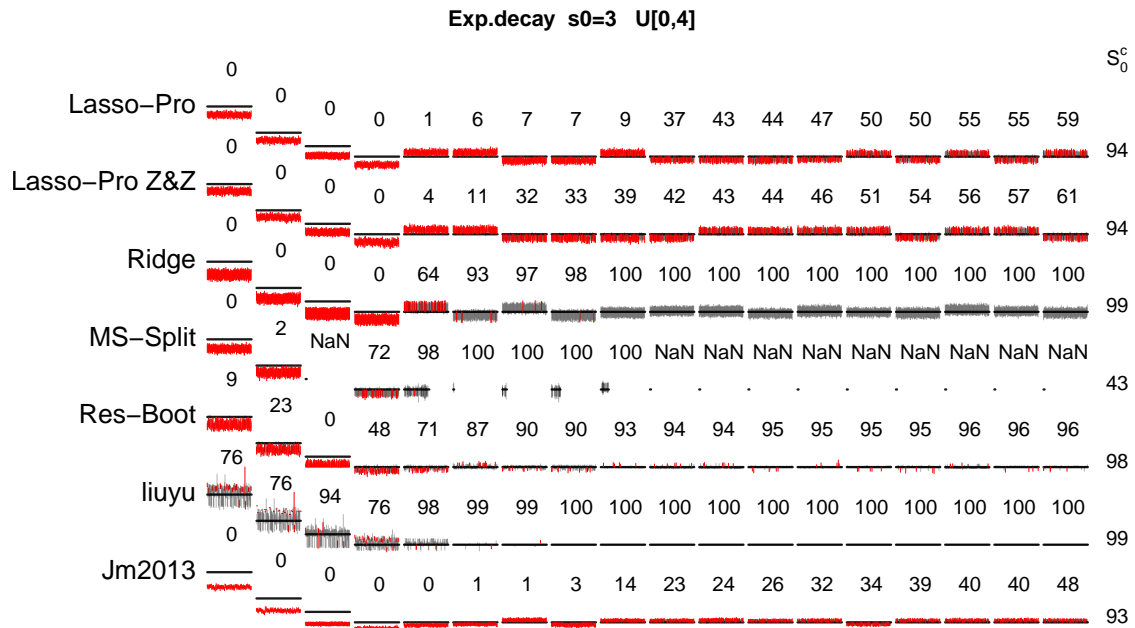 Exp.decay s0=3 U[0,4]
S₀ᶜ
Lasso−Pro
0 0 0 0 1 6 7 7 9 37 43 44 47 50 50 55 55 59 94
Lasso−Pro Z&Z
0 0 0 0 4 11 32 33 39 42 43 44 46 51 54 56 57 61 94
Ridge
0 0 0 0 64 93 97 98 100 100 100 100 100 100 100 100 100 100 99
MS−Split
0 2 NaN 72 98 100 100 100 100 NaN NaN NaN NaN NaN NaN NaN NaN NaN 43
Res−Boot
9 23 0 48 71 87 90 90 93 94 94 95 95 95 95 96 96 96 98
liuyu
76 76 94 76 98 99 99 100 100 100 100 100 100 100 100 100 100 100 99
Jm2013
0 0 0 0 0 1 1 3 14 23 24 26 32 34 39 40 40 48 93